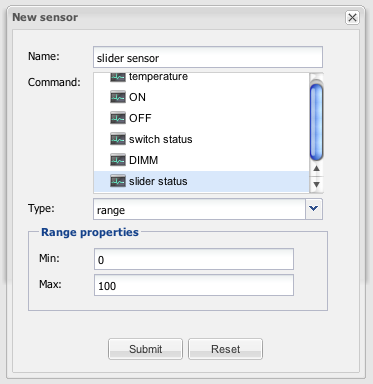 New sensor
Name: slider sensor
Command: temperature
ON
OFF
switch status
DIMM
slider status
Type: range
Range properties
Min: 0
Max: 100
Submit Reset